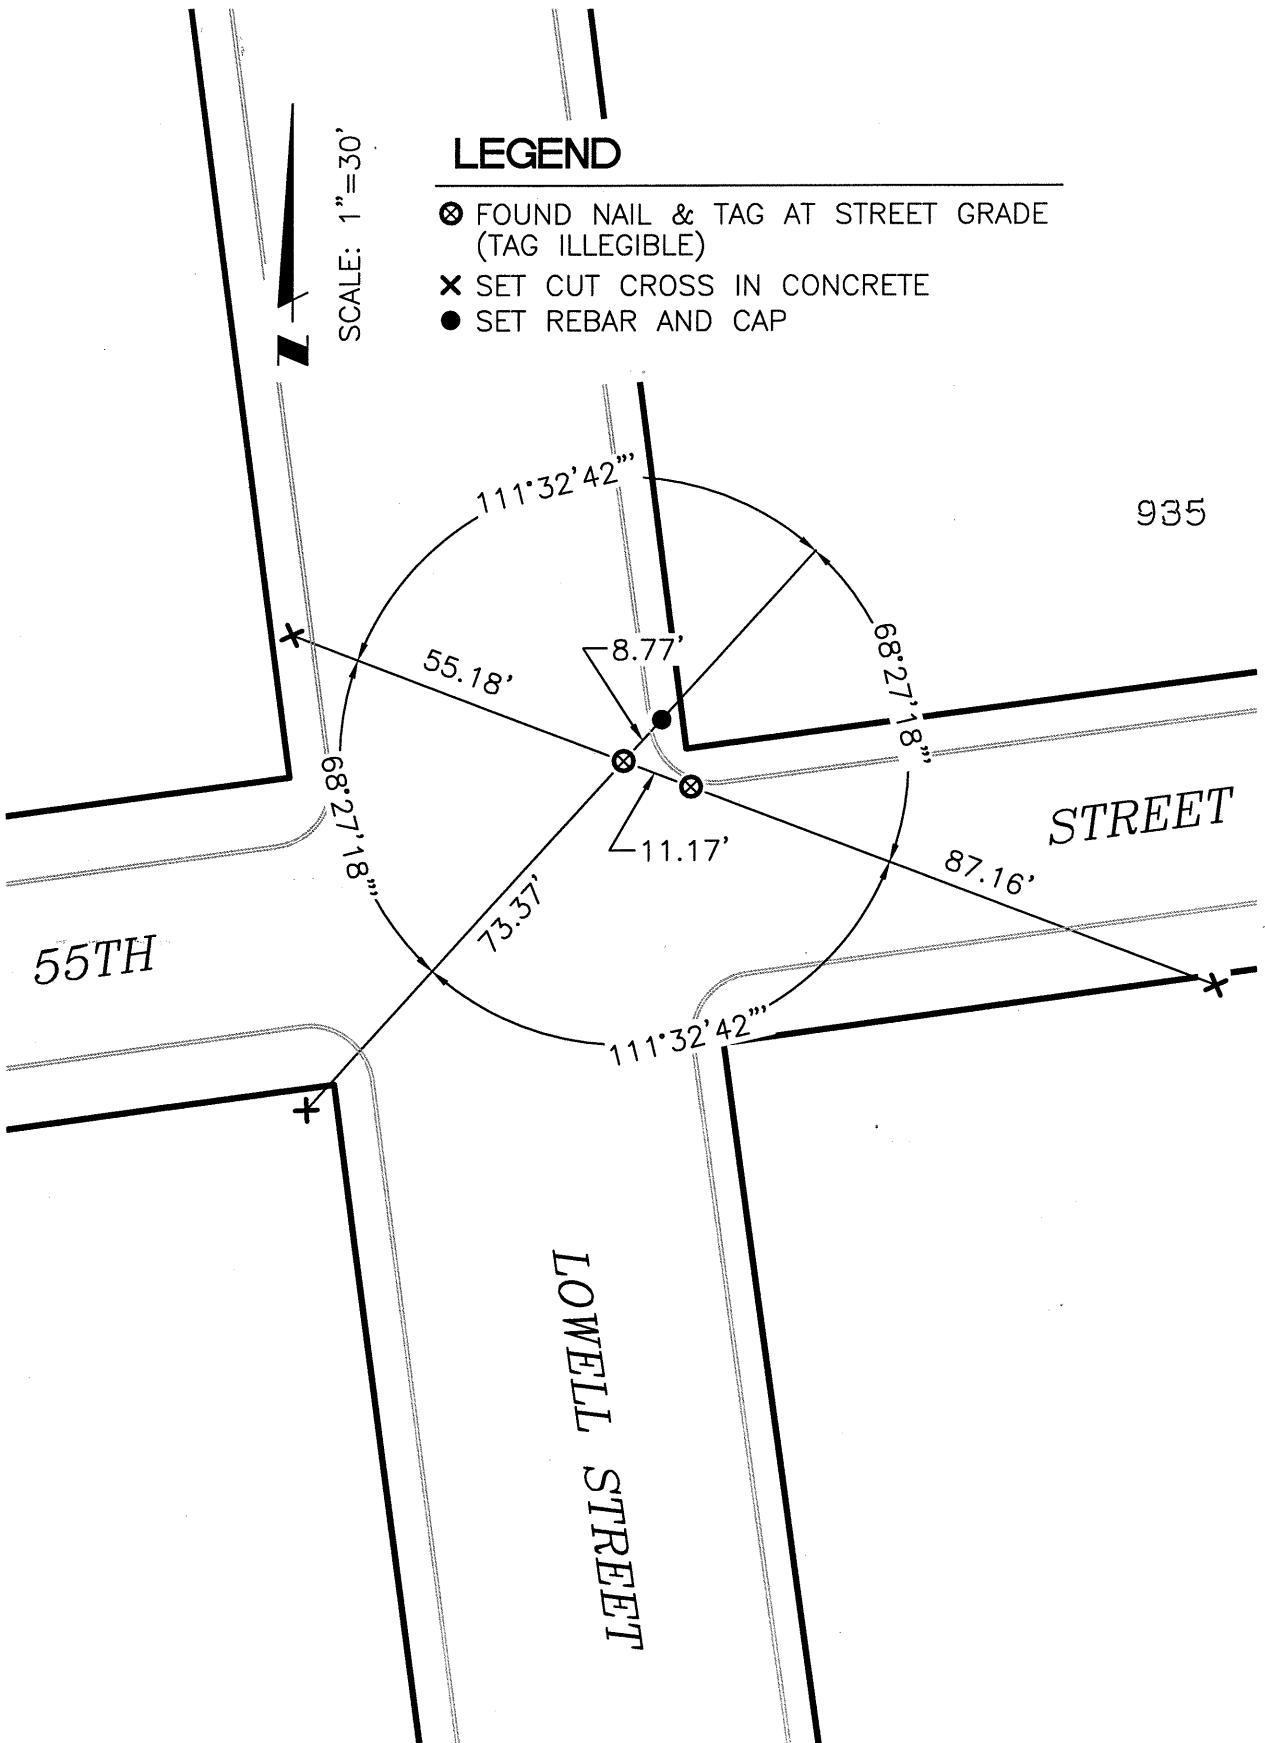 SCALE: 1"=30'
LEGEND
FOUND NAIL & TAG AT STREET GRADE
(TAG ILLEGIBLE)
SET CUT CROSS IN CONCRETE
SET REBAR AND CAP
N
111°32'42"'
935
8.77'
55.18'
68°27'18"'
68°27'18"'
11.17'
STREET
87.16'
73.37'
55TH
111°32'42"'
LOWELL STREET